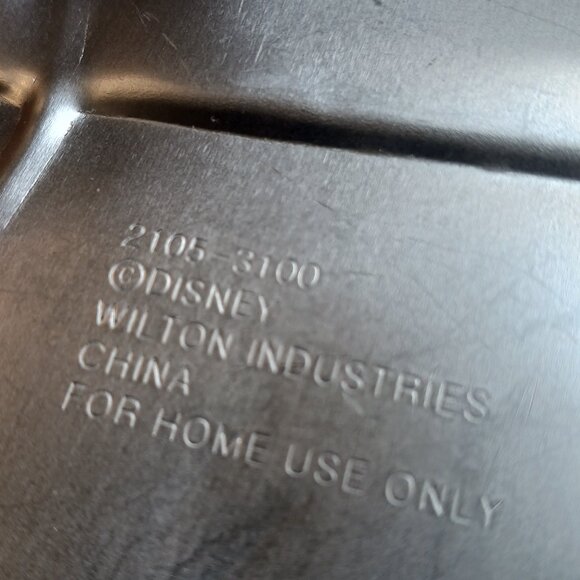 2105-3100
©DISNEY
WILTON INDUSTRIES
CHINA
FOR HOME USE ONLY